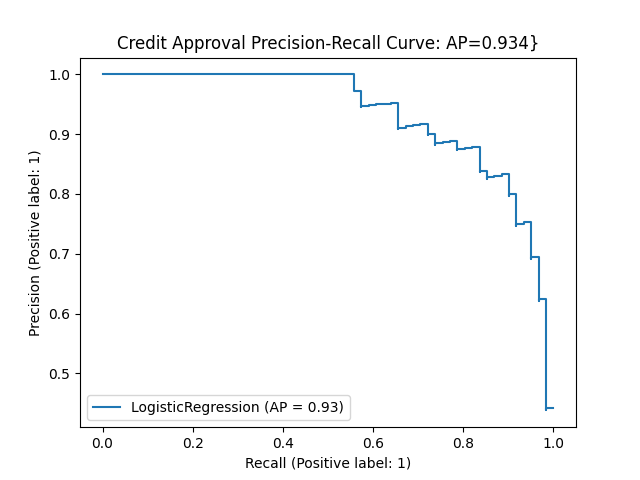 Credit Approval Precision-Recall Curve: AP=0.934}
1.0
0.9
0.8
0.7
0.6
0.5
Precision (Positive label: 1)
LogisticRegression (AP = 0.93)
0.0 0.2 0.4 0.6 0.8 1.0
Recall (Positive label: 1)